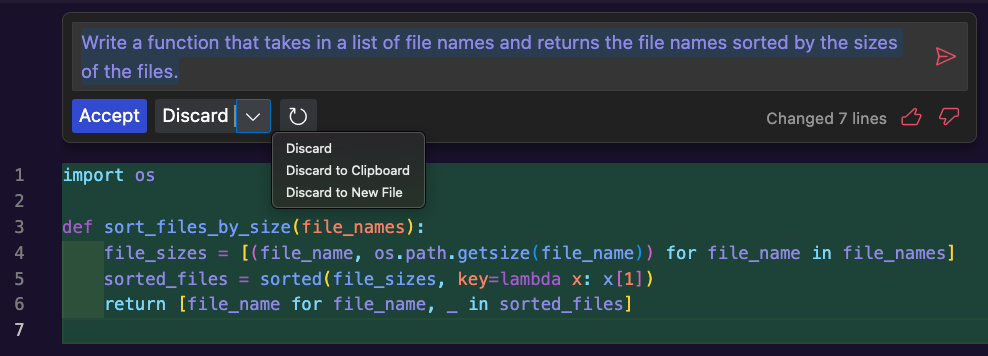 Write a function that takes in a list of file names and returns the file names sorted by the sizes
of the files.
Accept Discard
Changed 7 lines
Discard
Discard to Clipboard
Discard to New File
1 import os
2
3 def sort_files_by_size(file_names):
4     file_sizes = [(file_name, os.path.getsize(file_name)) for file_name in file_names]
5     sorted_files = sorted(file_sizes, key=lambda x: x[1])
6     return [file_name for file_name, _ in sorted_files]
7